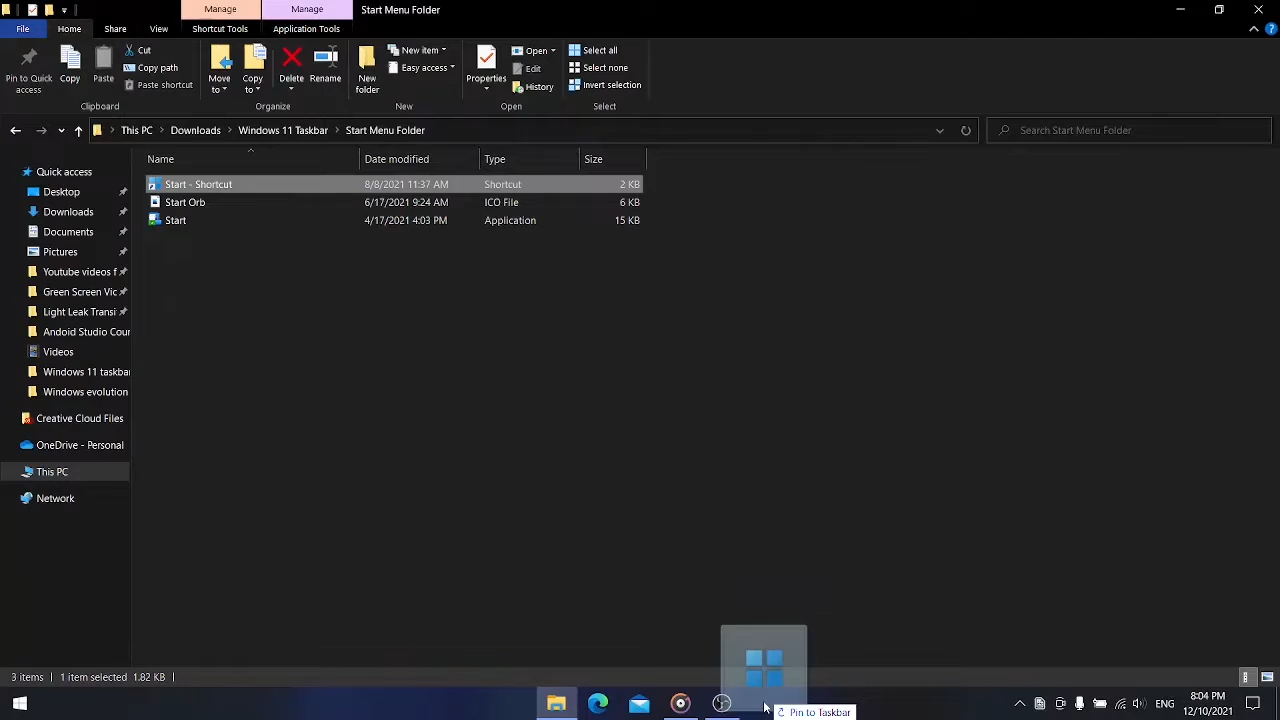 Manage
Manage
Start Menu Folder
File
Home
Share
View
Shortcut Tools
Application Tools
Pin to Quick access
Copy
Paste
Cut
Copy path
Paste shortcut
Clipboard
Move to
Copy to
Delete
Rename
Organize
New folder
New item
Easy access
New
Properties
Open
Edit
History
Open
Select all
Select none
Invert selection
Select
This PC
Downloads
Windows 11 Taskbar
Start Menu Folder
Search Start Menu Folder
Name
Date modified
Type
Size
Start - Shortcut 8/8/2021 11:37 AM Shortcut 2 KB
Start Orb 6/17/2021 9:24 AM ICO File 6 KB
Start 4/17/2021 4:03 PM Application 15 KB
Quick access
Desktop
Downloads
Documents
Pictures
Youtube videos f
Green Screen Vic
Light Leak Transi
Andoid Studio Cour
Videos
Windows 11 taskba
Windows evolution
Creative Cloud Files
OneDrive - Personal
This PC
Network
3 items
selected 1.82 KB
Pin to Taskbar
ENG
8:04 PM
12/10/2021